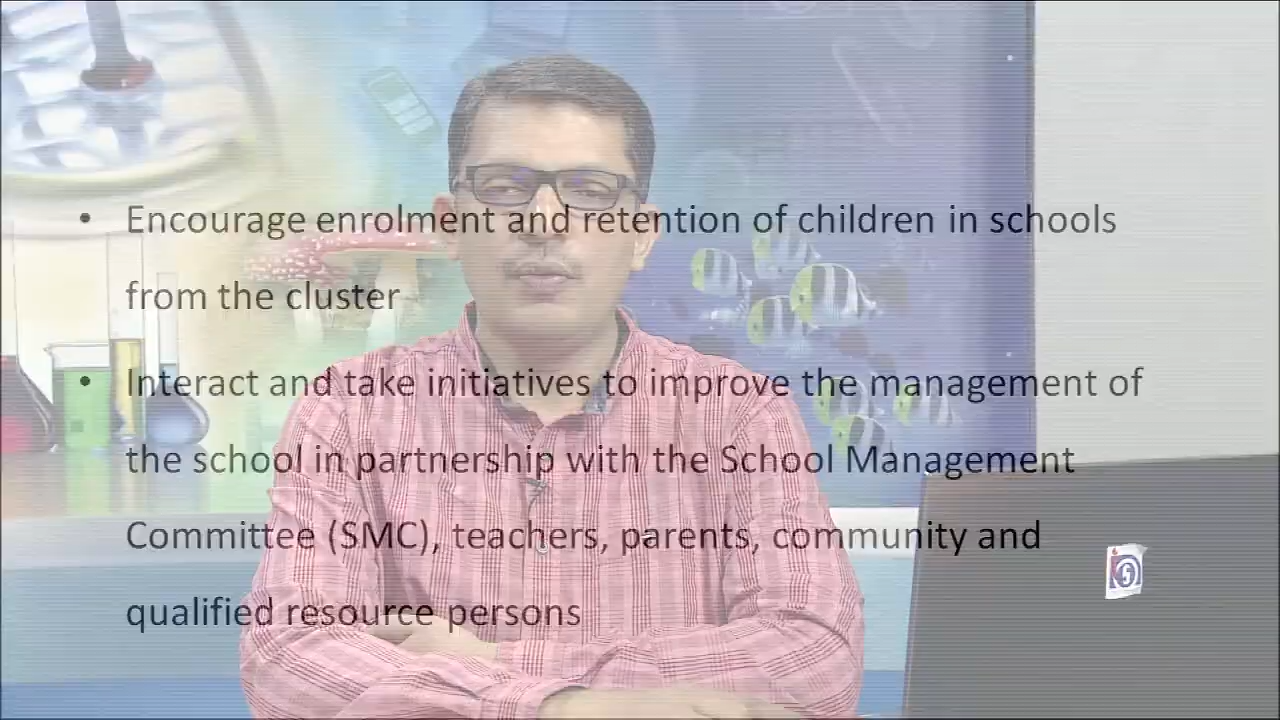 • Encourage enrolment and retention of children in schools
from the cluster
• Interact and take initiatives to improve the management of
the school in partnership with the School Management
Committee (SMC), teachers, parents, community and
qualified resource persons